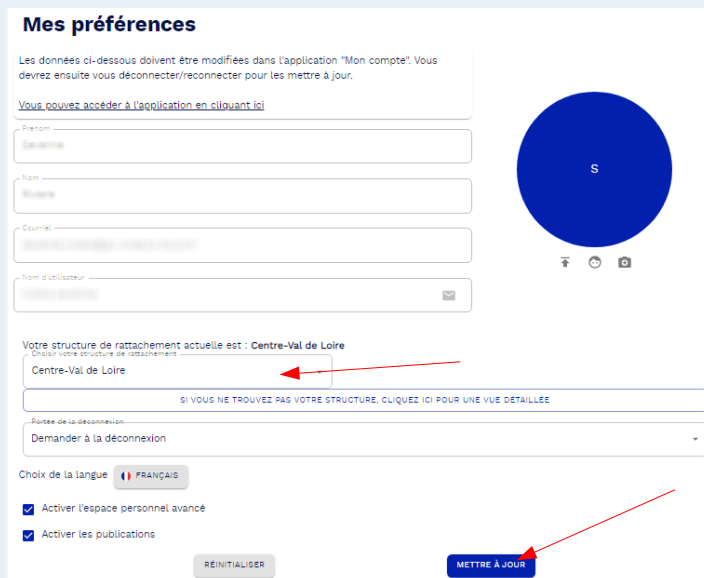 Mes préférences
Les données ci-dessous doivent être modifiées dans l'application "Mon compte". Vous
devrez ensuite vous déconnecter/reconnecter pour les mettre à jour.
Vous pouvez accéder à l'application en cliquant ici
Prénom
Nom
Courriel
Nom d'utilisateur
S
Votre structure de rattachement actuelle est : Centre-Val de Loire
Choisir votre structure de rattachement
Centre-Val de Loire
SI VOUS NE TROUVEZ PAS VOTRE STRUCTURE, CLIQUEZ ICI POUR UNE VUE DÉTAILLÉE
Portée de la déconnexion
Demander à la déconnexion
Choix de la langue FRANÇAIS
Activer l'espace personnel avancé
Activer les publications
RÉINITIALISER METTRE À JOUR